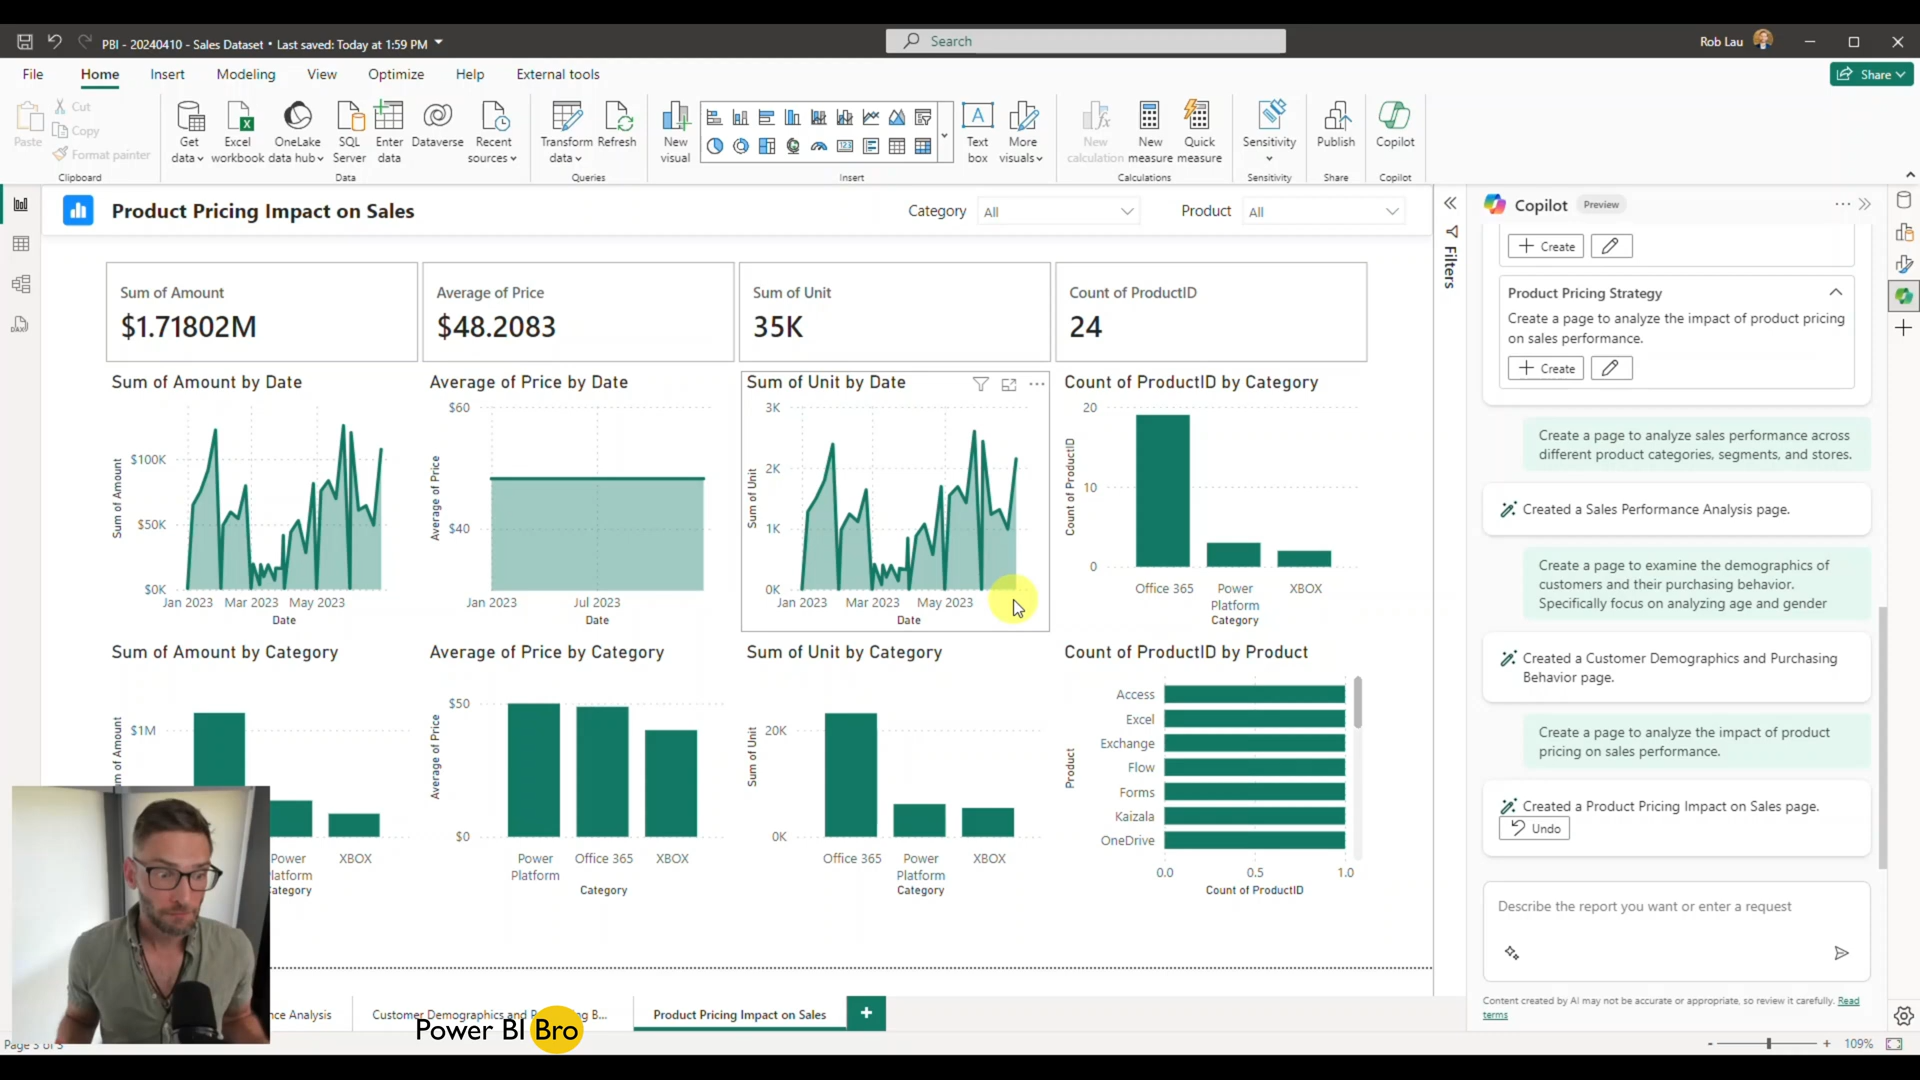 PBI - 20240410 - Sales Dataset • Last saved: Today at 1:59 PM
Search
Rob Lau
File
Home
Insert
Modeling
View
Optimize
Help
External tools
Share
Paste
Cut
Copy
Format painter
Clipboard
Get data
Excel workbook
OneLake data hub
SQL Server
Enter data
Dataverse
Recent sources
Data
Transform data
Refresh
Queries
New visual
Text box
More visuals
Insert
New calculation
New measure
Quick measure
Calculations
Sensitivity
Sensitivity
Publish
Share
Copilot
Copilot
Product Pricing Impact on Sales
Category
All
Product
All
Sum of Amount
$1.71802M
Average of Price
$48.2083
Sum of Unit
35K
Count of ProductID
24
Sum of Amount by Date
$100K
$50K
$0K
Sum of Amount
Jan 2023
Mar 2023
May 2023
Date
Average of Price by Date
$60
$40
Average of Price
Jan 2023
Jul 2023
Date
Sum of Unit by Date
3K
2K
1K
0K
Sum of Unit
Jan 2023
Mar 2023
May 2023
Date
Count of ProductID by Category
20
10
0
Count of ProductID
Office 365
Power
Platform
XBOX
Category
Sum of Amount by Category
$1M
m of Amount
Power
latform
XBOX
ategory
Average of Price by Category
$50
$0
Average of Price
Power
Platform
Office 365
XBOX
Category
Sum of Unit by Category
20K
0K
Sum of Unit
Office 365
Power
Platform
XBOX
Category
Count of ProductID by Product
Product
Access
Excel
Exchange
Flow
Forms
Kaizala
OneDrive
0.0
0.5
1.0
Count of ProductID
Filters
Copilot
Preview
Create
Product Pricing Strategy
Create a page to analyze the impact of product pricing
on sales performance.
Create
Create a page to analyze sales performance across
different product categories, segments, and stores.
Created a Sales Performance Analysis page.
Create a page to examine the demographics of
customers and their purchasing behavior.
Specifically focus on analyzing age and gender
Created a Customer Demographics and Purchasing
Behavior page.
Create a page to analyze the impact of product
pricing on sales performance.
Created a Product Pricing Impact on Sales page.
Undo
Describe the report you want or enter a request
Content created by AI may not be accurate or appropriate, so review it carefully. Read
terms
nce Analysis
Customer Demographics and
g B...
Product Pricing Impact on Sales
Power BI Bro
109%